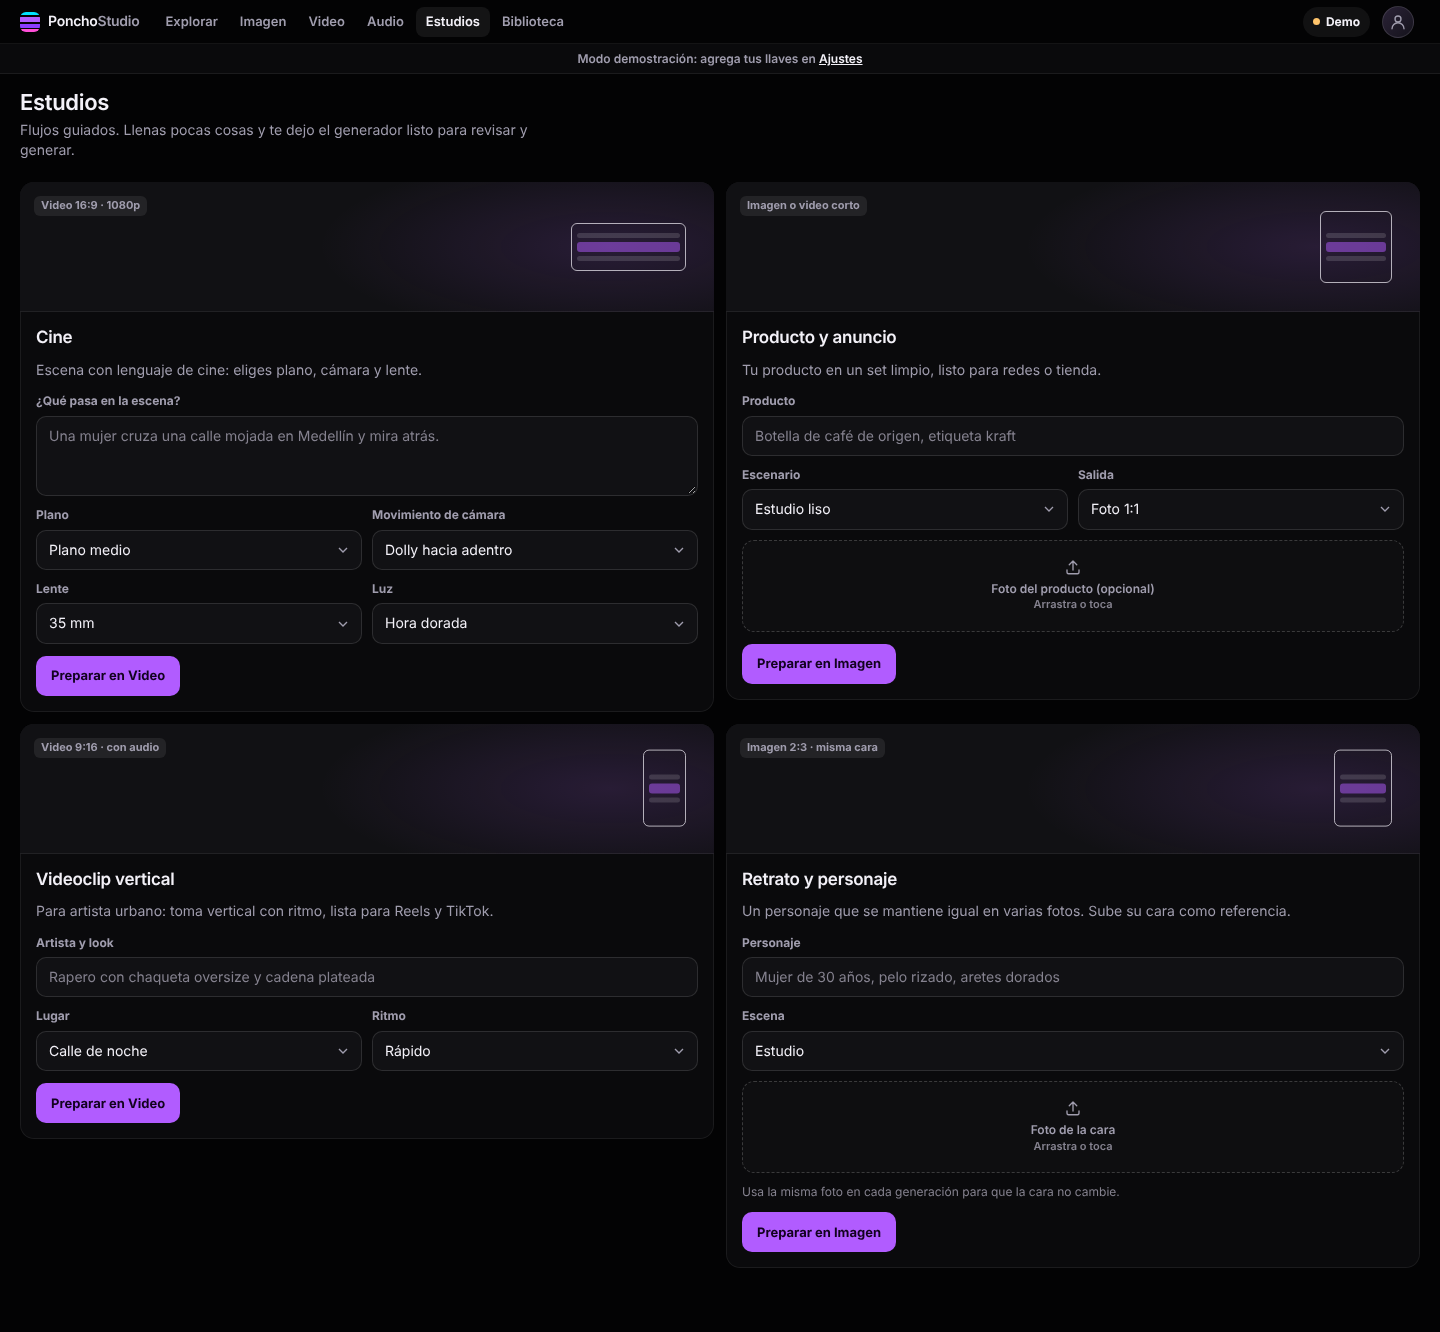 PonchoStudio
Explorar
Imagen
Video
Audio
Estudios
Biblioteca
Demo
Modo demostración: agrega tus llaves en Ajustes
Estudios
Flujos guiados. Llenas pocas cosas y te dejo el generador listo para revisar y
generar.
Video 16:9 · 1080p
Cine
Escena con lenguaje de cine: eliges plano, cámara y lente.
¿Qué pasa en la escena?
Una mujer cruza una calle mojada en Medellín y mira atrás.
Plano
Movimiento de cámara
Plano medio
Dolly hacia adentro
Lente
Luz
35 mm
Hora dorada
Preparar en Video
Imagen o video corto
Producto y anuncio
Tu producto en un set limpio, listo para redes o tienda.
Producto
Botella de café de origen, etiqueta kraft
Escenario
Salida
Estudio liso
Foto 1:1
Foto del producto (opcional)
Arrastra o toca
Preparar en Imagen
Video 9:16 · con audio
Videoclip vertical
Para artista urbano: toma vertical con ritmo, lista para Reels y TikTok.
Artista y look
Rapero con chaqueta oversize y cadena plateada
Lugar
Ritmo
Calle de noche
Rápido
Preparar en Video
Imagen 2:3 · misma cara
Retrato y personaje
Un personaje que se mantiene igual en varias fotos. Sube su cara como referencia.
Personaje
Mujer de 30 años, pelo rizado, aretes dorados
Escena
Estudio
Foto de la cara
Arrastra o toca
Usa la misma foto en cada generación para que la cara no cambie.
Preparar en Imagen